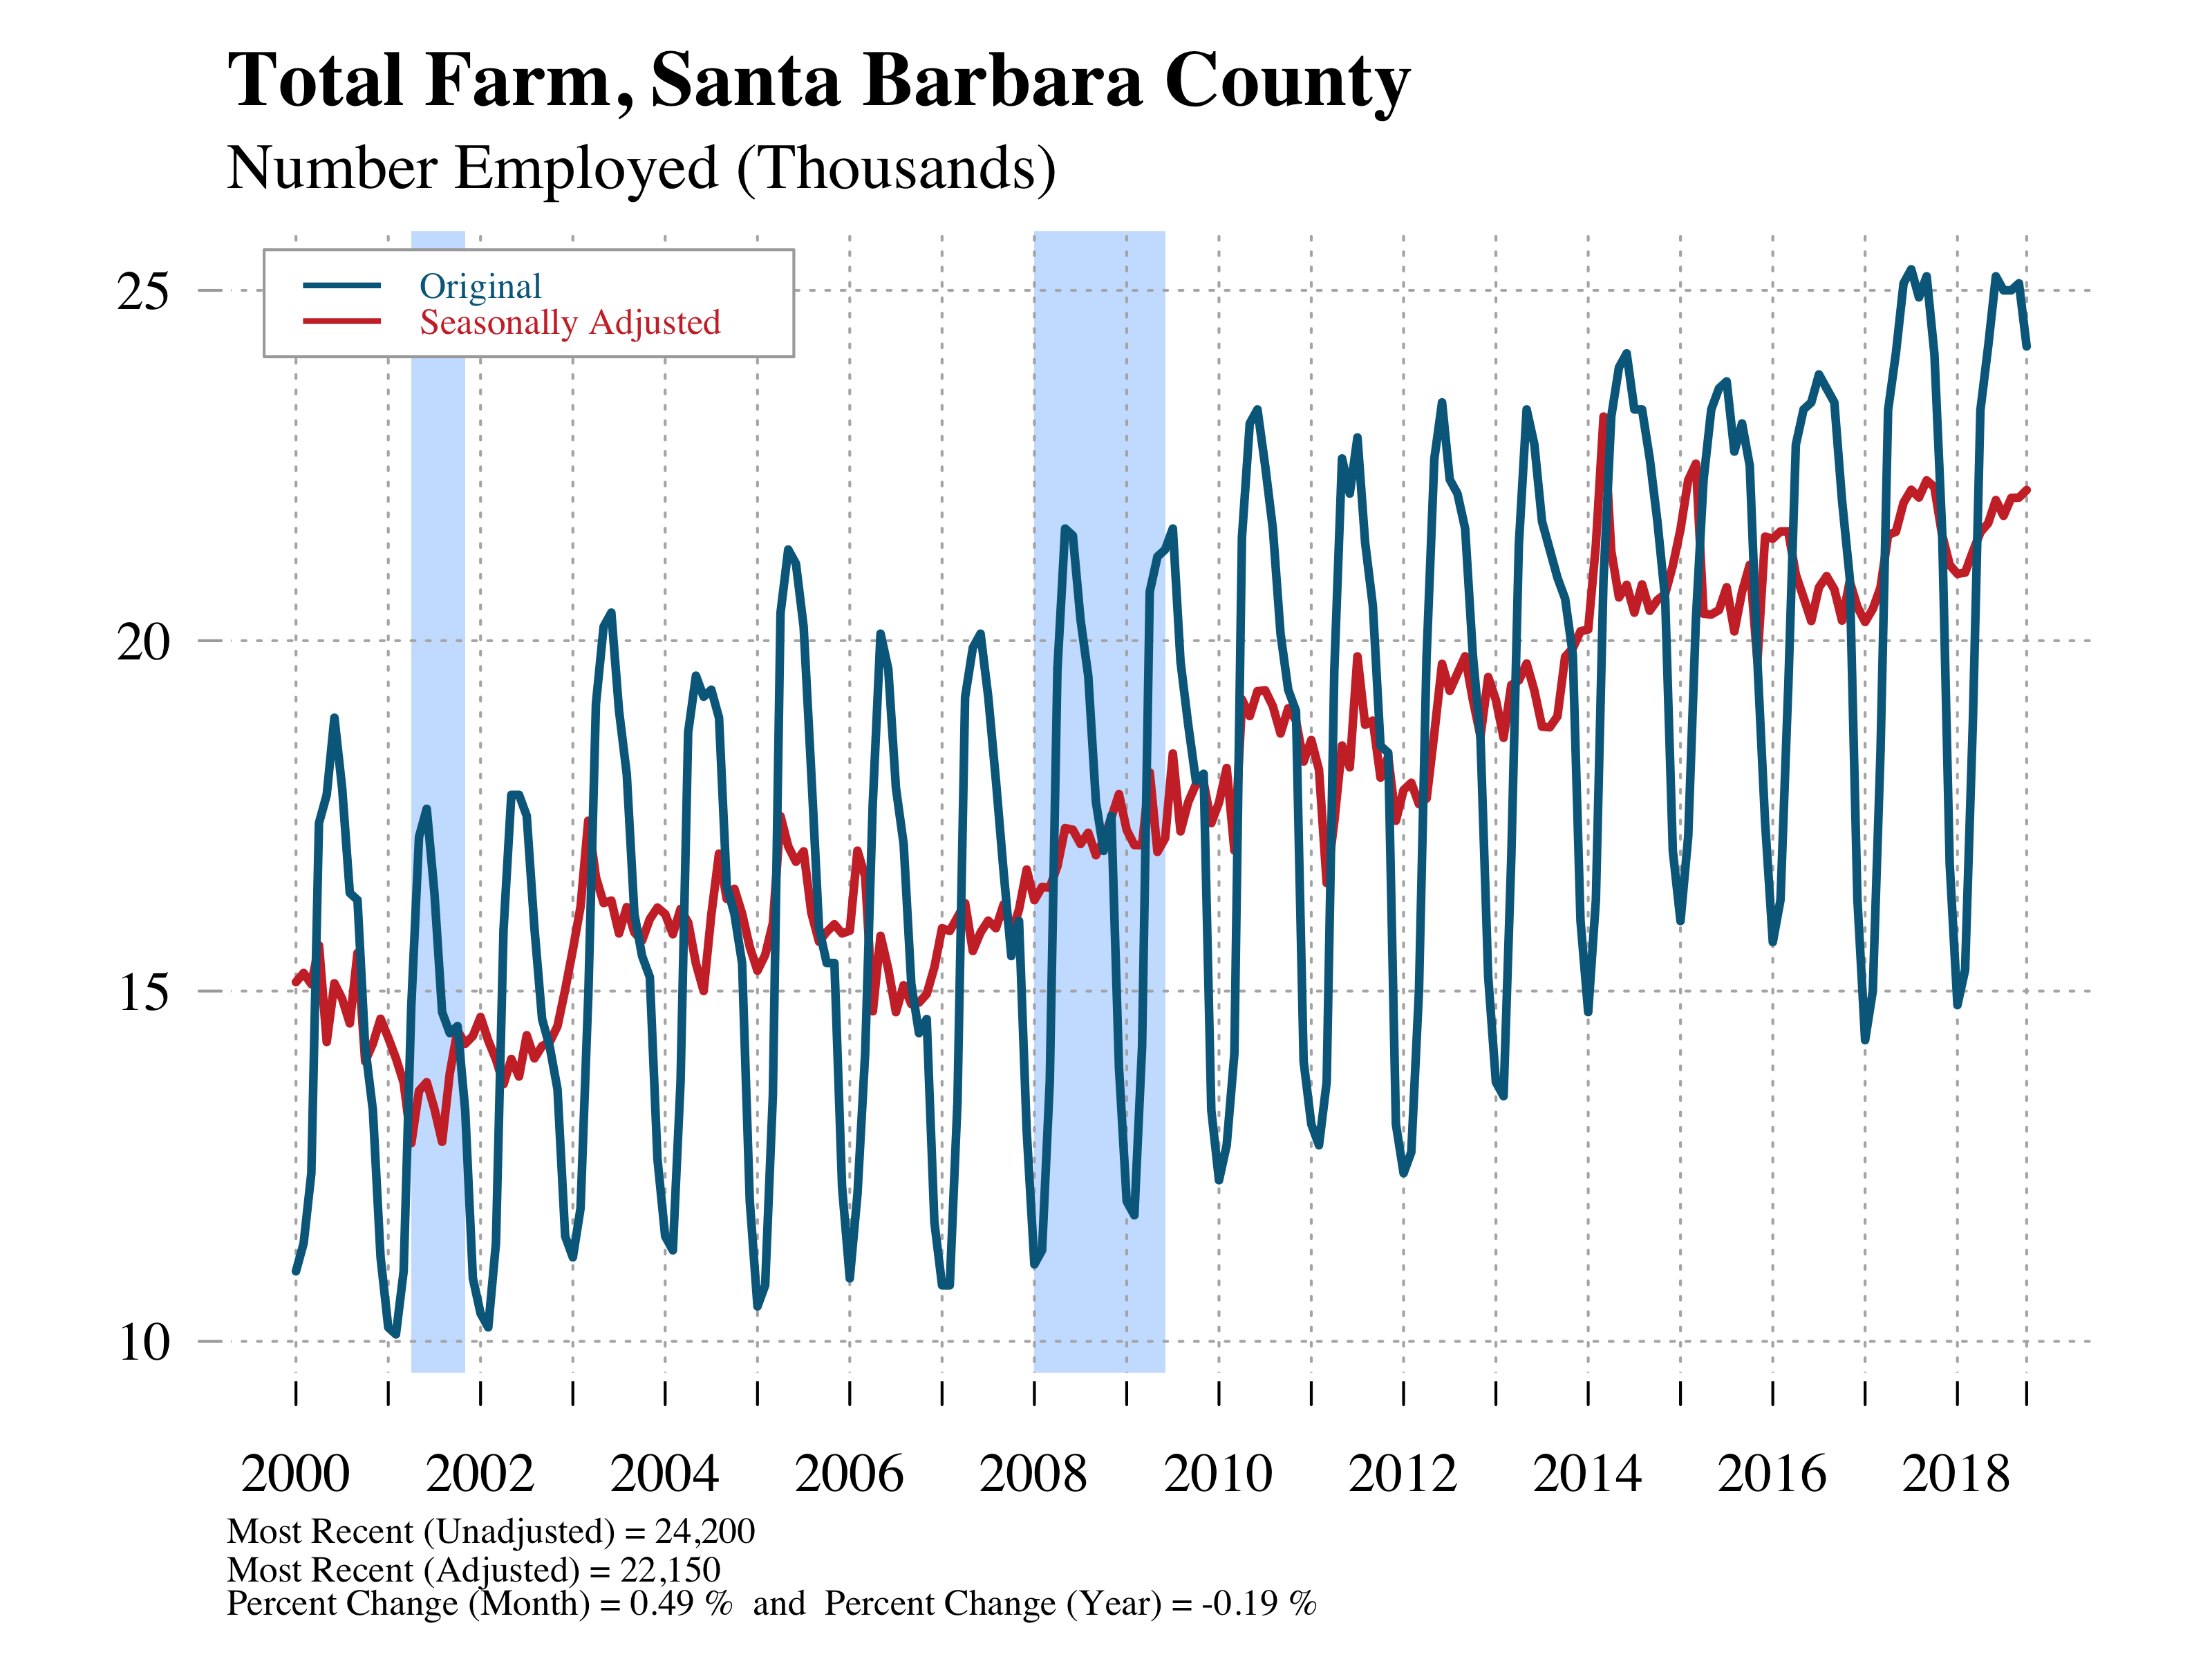 Total Farm, Santa Barbara County
Number Employed (Thousands)
Original
Seasonally Adjusted
25
20
15
10
2000 2002 2004 2006 2008 2010 2012 2014 2016 2018
Most Recent (Unadjusted) = 24,200
Most Recent (Adjusted) = 22,150
Percent Change (Month) = 0.49 % and Percent Change (Year) = -0.19 %